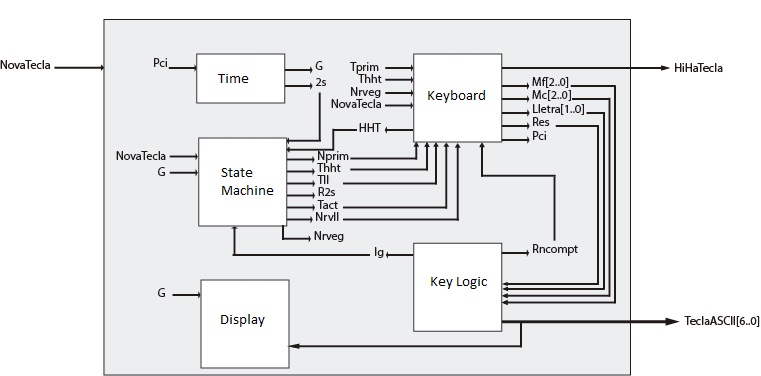 NovaTecla
Pci
Time
G
2s
Tprim
Thht
Nrveg
NovaTecla
HHT
Keyboard
HiHaTecla
Mf[2..0]
Mc[2..0]
Lletra[1..0]
Res
Pci
NovaTecla
G
State
Machine
Nprim
Thht
Tll
R2s
Tact
Nrvll
Nrveg
Ig
Key Logic
Rncompt
G
Display
TeclaASCII[6..0]